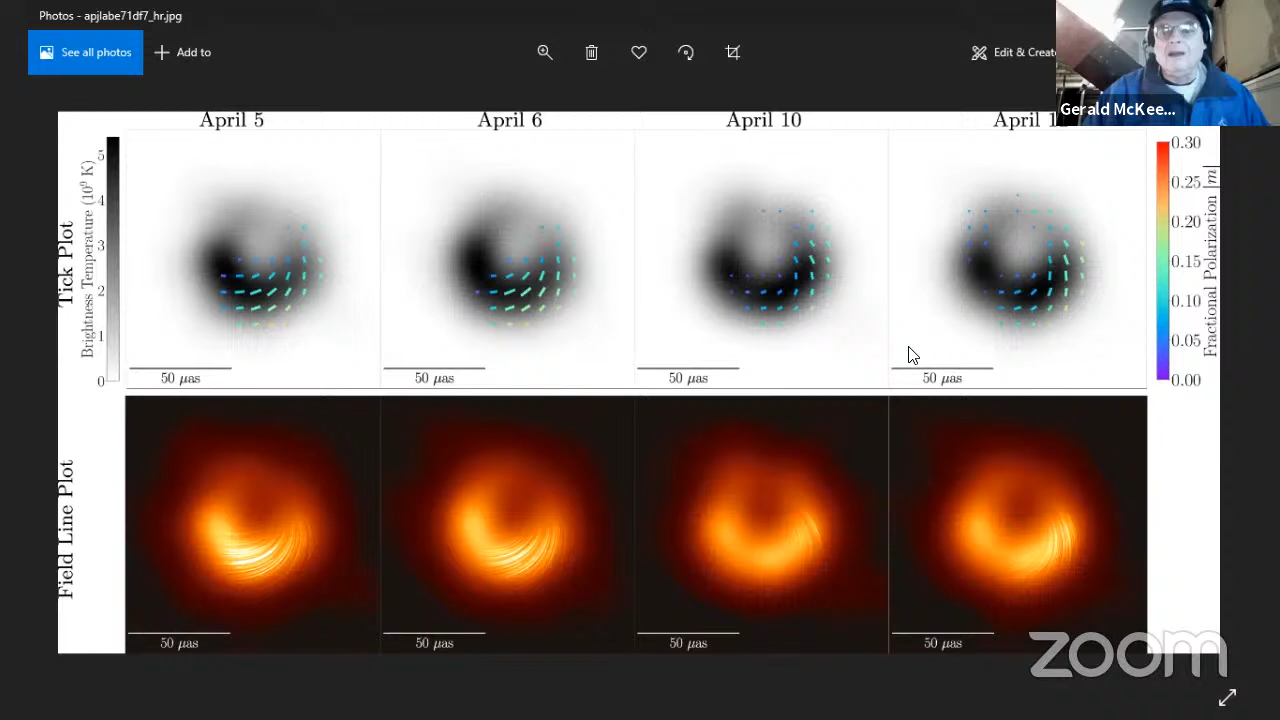 Photos - apjlabe71df7_hr.jpg
See all photos
Add to
Edit & Create
Gerald McKee...
April 5
April 6
April 10
April 1
Tick Plot
Brightness Temperature (10⁹ K)
5
4
3
2
1
0
50 μas
50 μas
50 μas
50 μas
0.30
0.25
0.20
0.15
0.10
0.05
0.00
Fractional Polarization |m|
Field Line Plot
50 μas
50 μas
50 μas
50 μas
zoom